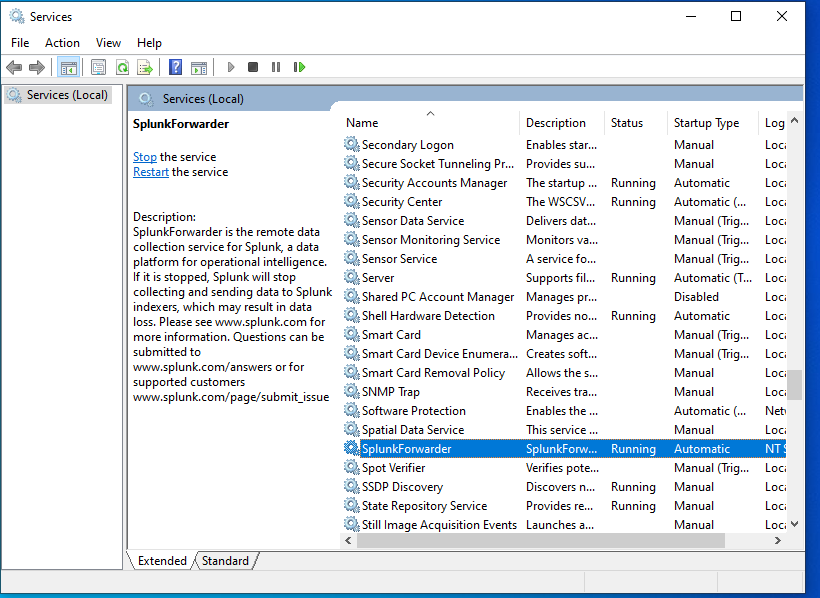 Services
File Action View Help
Services (Local)
Services (Local)
SplunkForwarder
Stop the service
Restart the service
Description:
SplunkForwarder is the remote data
collection service for Splunk, a data
platform for operational intelligence.
If it is stopped, Splunk will stop
collecting and sending data to Splunk
indexers, which may result in data
loss. Please see www.splunk.com for
more information. Questions can be
submitted to
www.splunk.com/answers or for
supported customers
www.splunk.com/page/submit_issue
Name Description Status Startup Type Log
Secondary Logon Enables star... Manual Loca
Secure Socket Tunneling Pr... Provides su... Manual Loca
Security Accounts Manager The startup ... Running Automatic Loca
Security Center The WSCSV... Running Automatic (... Loca
Sensor Data Service Delivers dat... Manual (Trig... Loca
Sensor Monitoring Service Monitors va... Manual (Trig... Loca
Sensor Service A service fo... Manual (Trig... Loca
Server Supports fil... Running Automatic (T... Loca
Shared PC Account Manager Manages pr... Disabled Loca
Shell Hardware Detection Provides no... Running Automatic Loca
Smart Card Manages ac... Manual (Trig... Loca
Smart Card Device Enumera... Creates soft... Manual (Trig... Loca
Smart Card Removal Policy Allows the s... Manual Loca
SNMP Trap Receives tra... Manual Loca
Software Protection Enables the ... Automatic (... Netw
Spatial Data Service This service ... Manual Loca
SplunkForwarder SplunkForw... Running Automatic NT S
Spot Verifier Verifies pote... Manual (Trig... Loca
SSDP Discovery Discovers n... Running Manual Loca
State Repository Service Provides re... Running Manual Loca
Still Image Acquisition Events Launches a... Manual Loca
Extended Standard